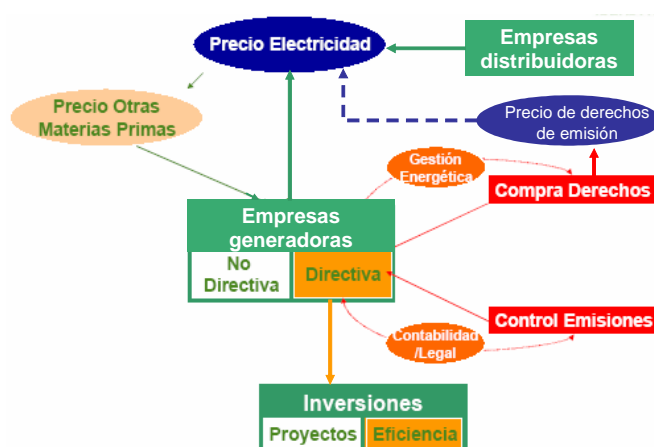 Precio Electricidad
Empresas
distribuidoras
Precio Otras
Materias Primas
Precio de derechos
de emisión
Gestión
Energética
Compra Derechos
Empresas
generadoras
No
Directiva
Directiva
Control Emisiones
Contabilidad
/Legal
Inversiones
Proyectos
Eficiencia